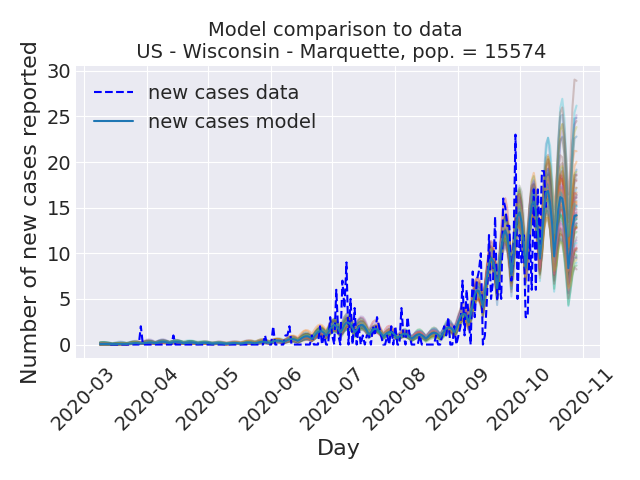 Model comparison to data
US - Wisconsin - Marquette, pop. = 15574
Number of new cases reported
30
25
20
15
10
5
0
new cases data
new cases model
2020-03
2020-04
2020-05
2020-06
2020-07
2020-08
2020-09
2020-10
2020-11
Day